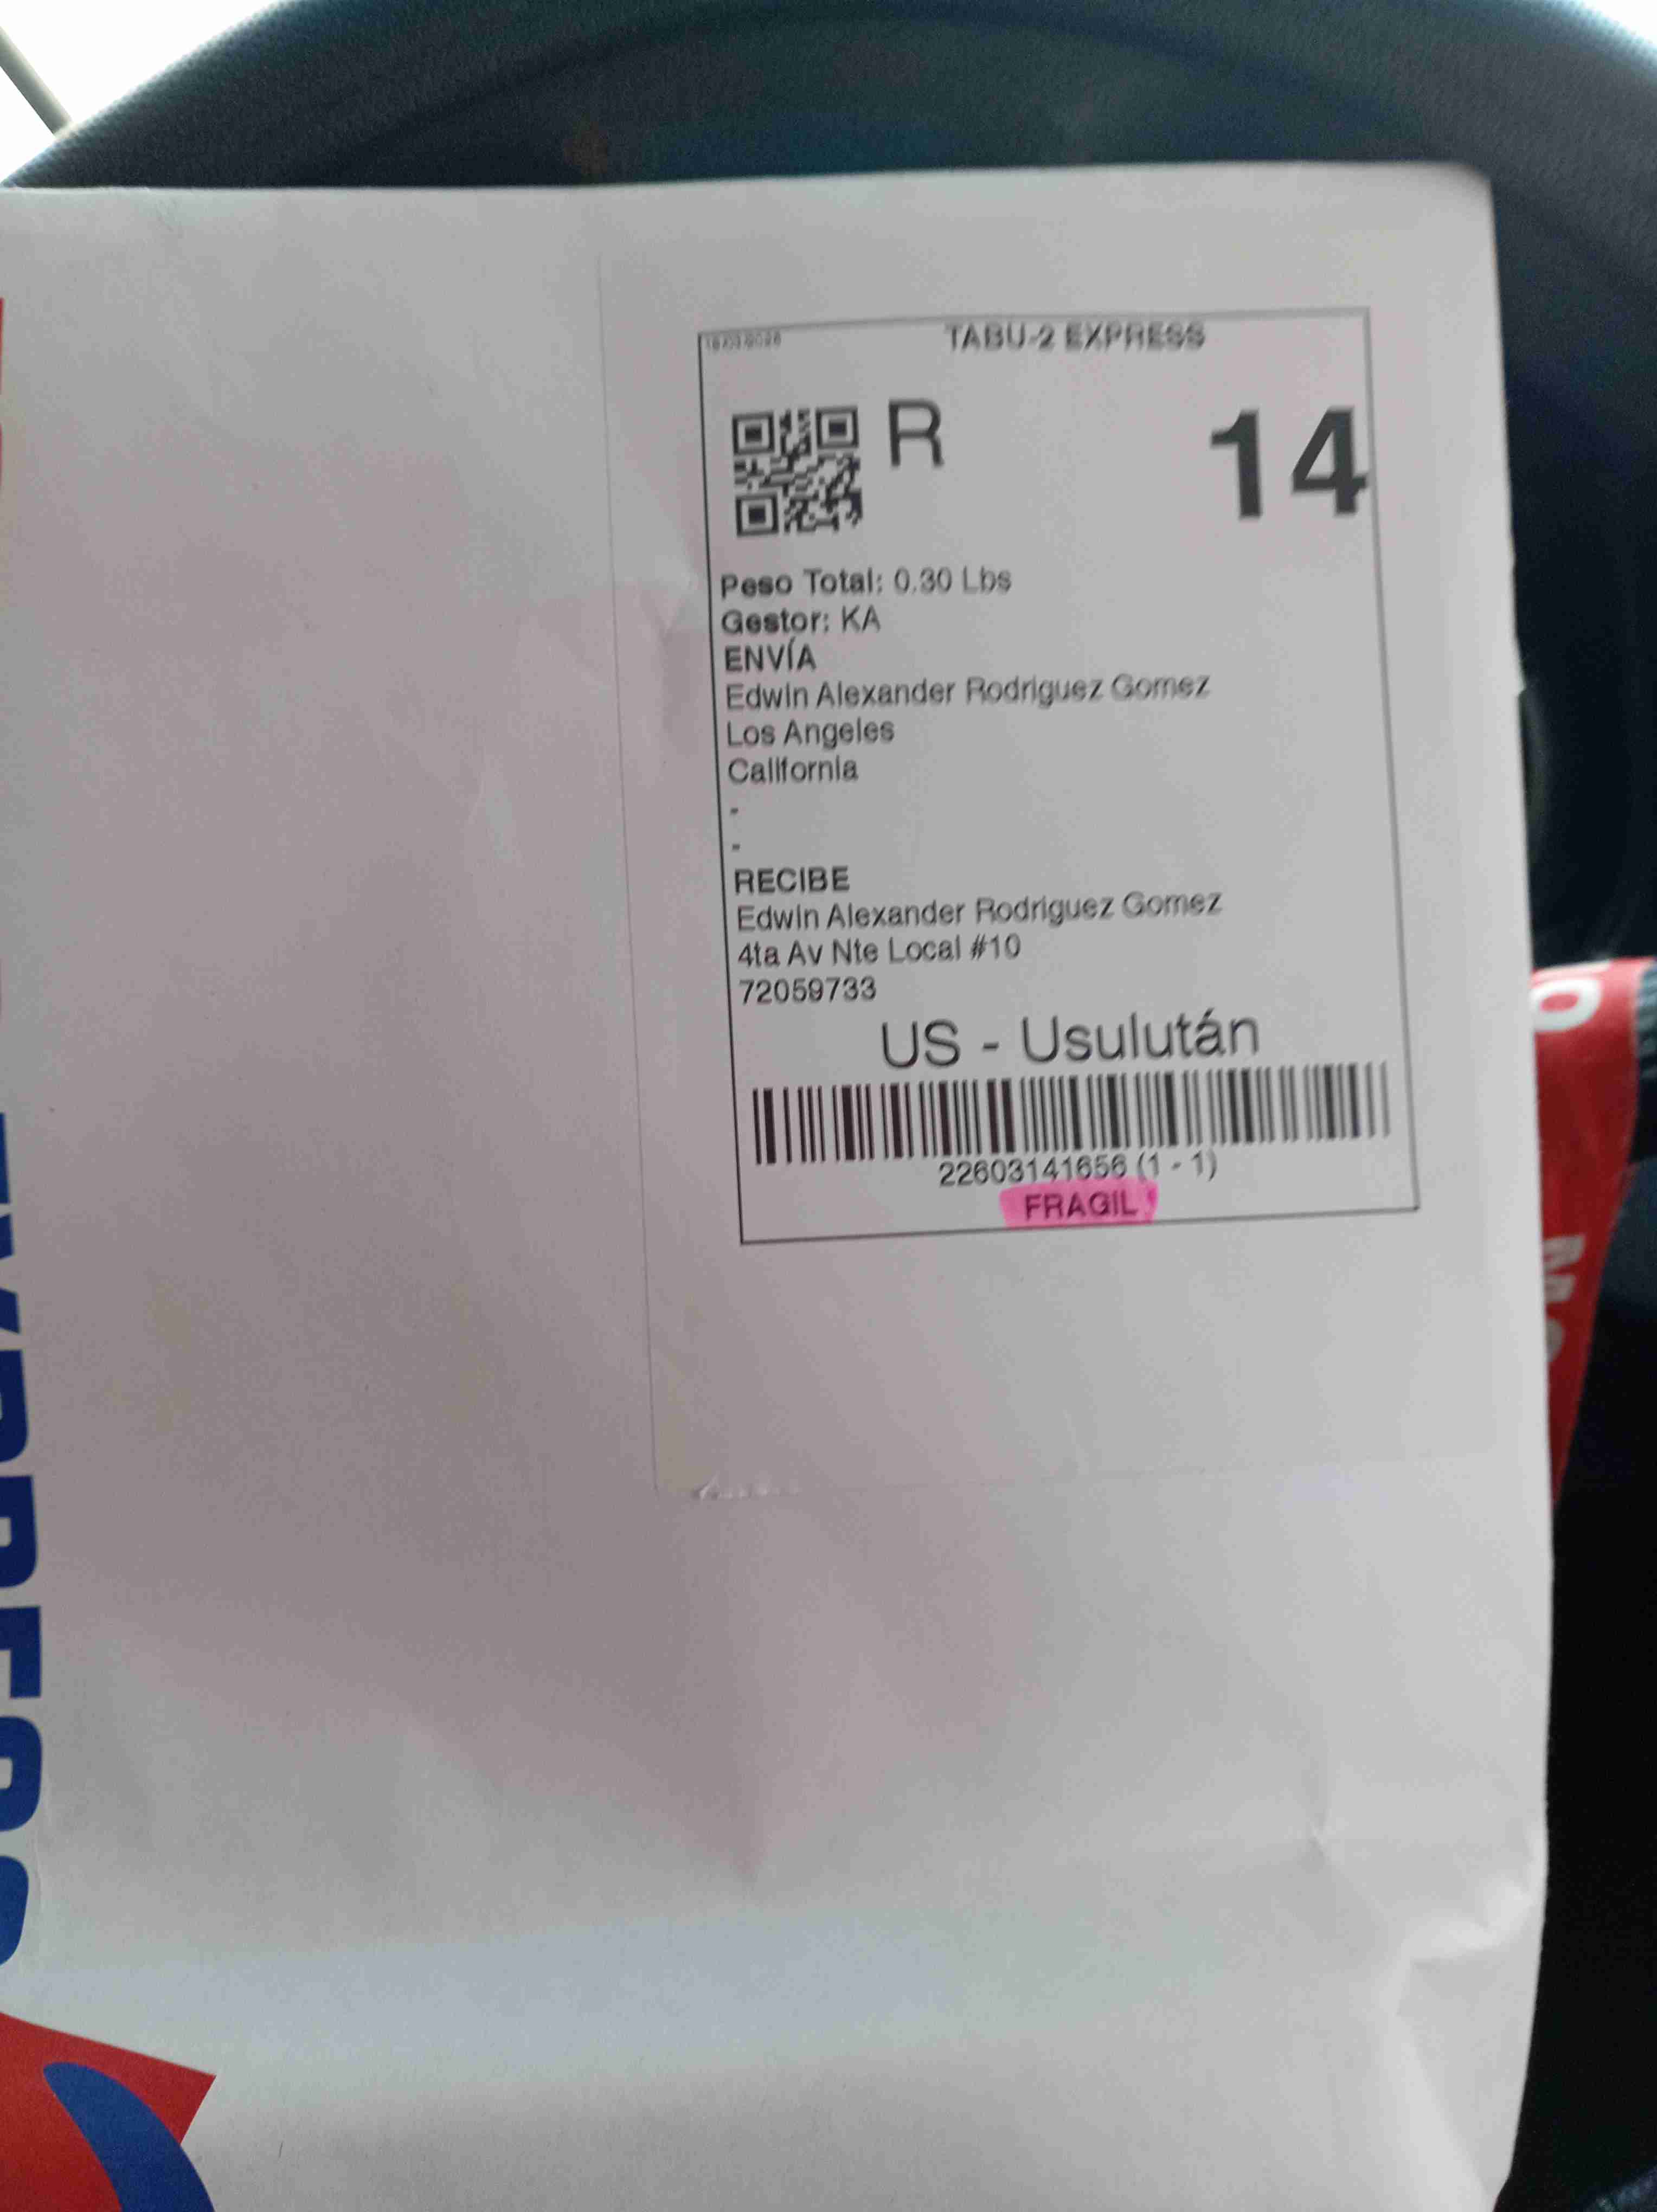 TABU-2 EXPRESS
R
14
Peso Total: 0.30 Lbs
Gestor: KA
ENVÍA
Edwin Alexander Rodriguez Gomez
Los Angeles
California
-
-
RECIBE
Edwin Alexander Rodriguez Gomez
4ta Av Nte Local #10
72059733
US - Usulután
22603141656 (1 - 1)
FRAGIL